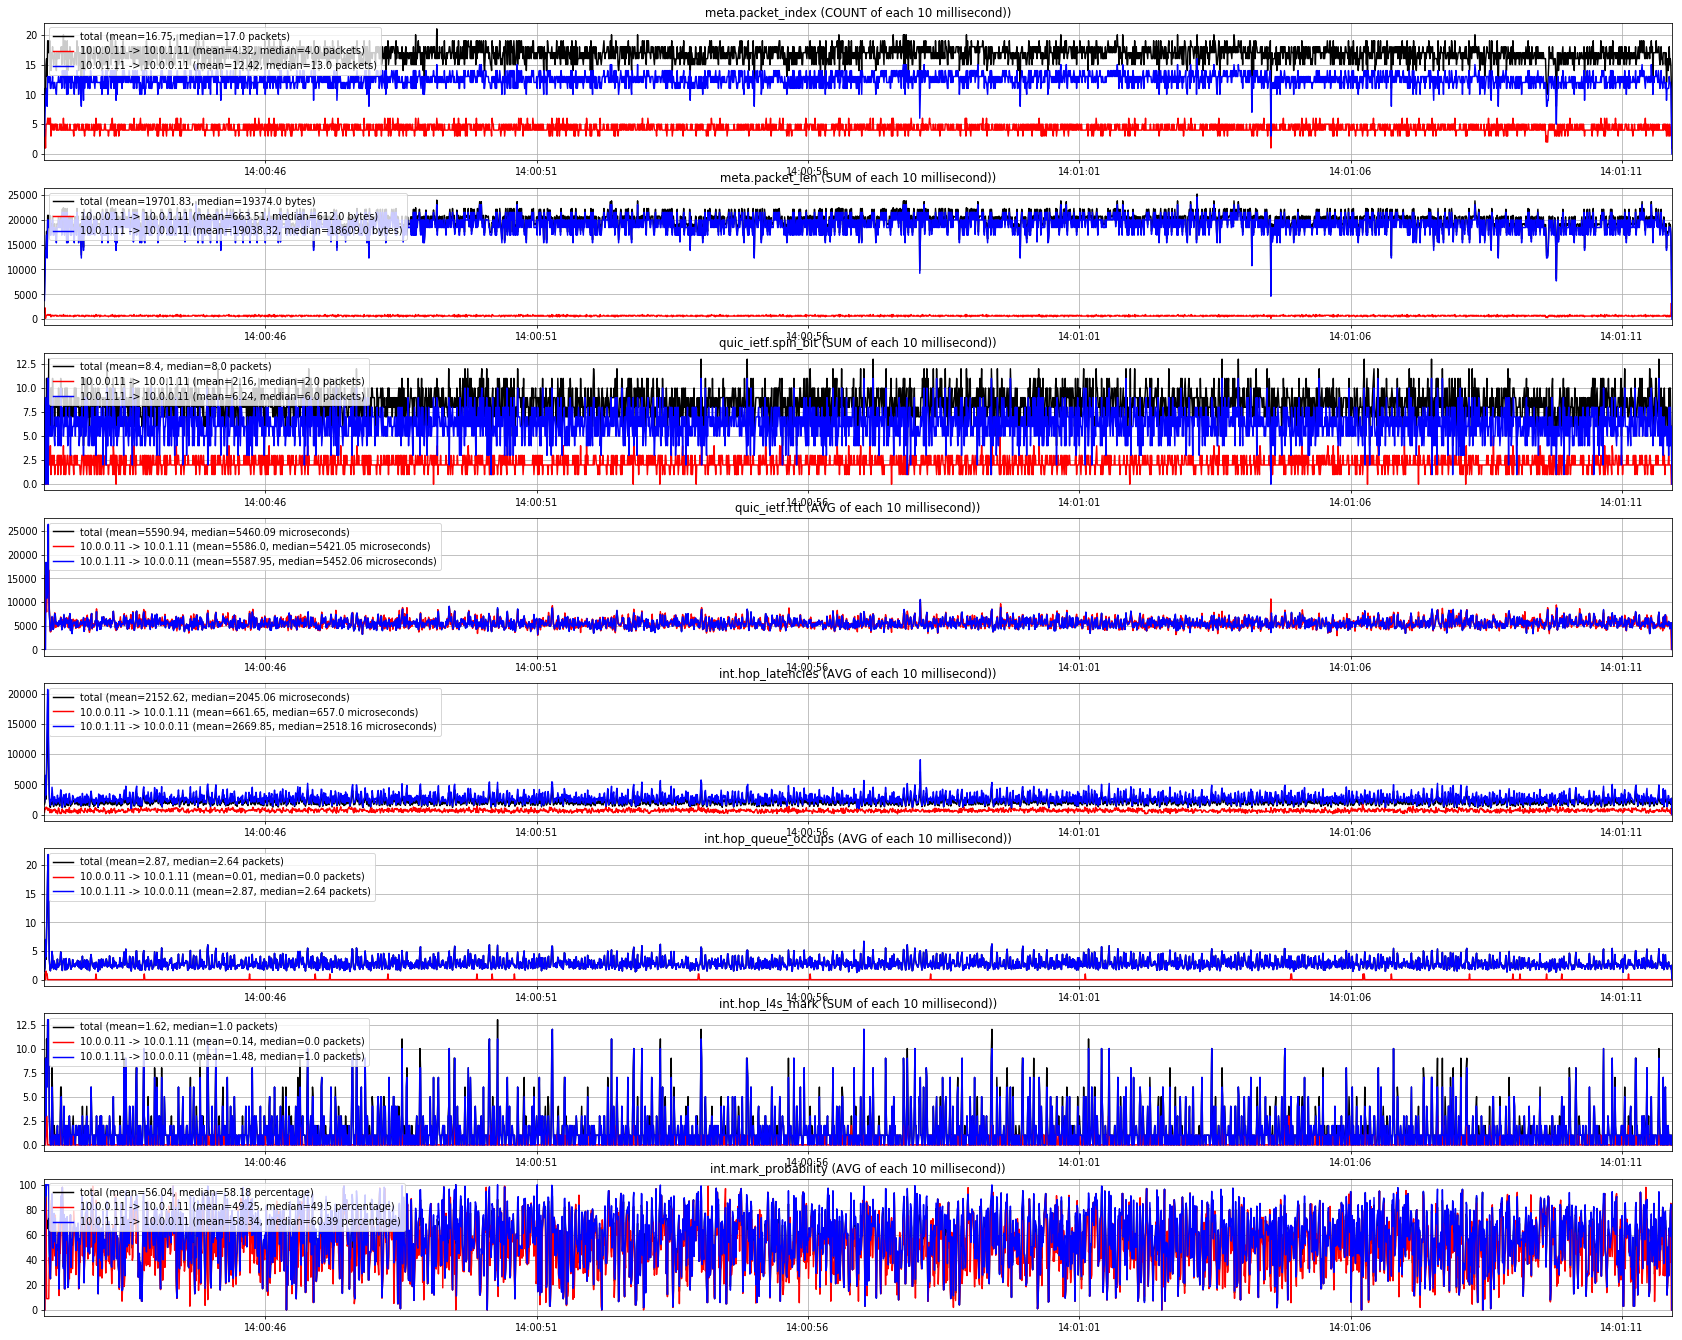 meta.packet_index (COUNT of each 10 millisecond))
total (mean=16.75, median=17.0 packets)
10.0.0.11 -> 10.0.1.11 (mean=4.32, median=4.0 packets)
10.0.1.11 -> 10.0.0.11 (mean=12.42, median=13.0 packets)
20
15
10
5
0
14:00:46 14:00:51 14:00:56 14:01:01 14:01:06 14:01:11
meta.packet_len (SUM of each 10 millisecond))
total (mean=19701.83, median=19374.0 bytes)
10.0.0.11 -> 10.0.1.11 (mean=663.51, median=612.0 bytes)
10.0.1.11 -> 10.0.0.11 (mean=19038.32, median=18609.0 bytes)
25000
20000
15000
10000
5000
0
14:00:46 14:00:51 14:00:56 14:01:01 14:01:06 14:01:11
quic_ietf.spin_bit (SUM of each 10 millisecond))
total (mean=8.4, median=8.0 packets)
10.0.0.11 -> 10.0.1.11 (mean=2.16, median=2.0 packets)
10.0.1.11 -> 10.0.0.11 (mean=6.24, median=6.0 packets)
12.5
10.0
7.5
5.0
2.5
0.0
14:00:46 14:00:51 14:00:56 14:01:01 14:01:06 14:01:11
quic_ietf.rtt (AVG of each 10 millisecond))
total (mean=5590.94, median=5460.09 microseconds)
10.0.0.11 -> 10.0.1.11 (mean=5586.0, median=5421.05 microseconds)
10.0.1.11 -> 10.0.0.11 (mean=5587.95, median=5452.06 microseconds)
25000
20000
15000
10000
5000
0
14:00:46 14:00:51 14:00:56 14:01:01 14:01:06 14:01:11
int.hop_latencies (AVG of each 10 millisecond))
total (mean=2152.62, median=2045.06 microseconds)
10.0.0.11 -> 10.0.1.11 (mean=661.65, median=657.0 microseconds)
10.0.1.11 -> 10.0.0.11 (mean=2669.85, median=2518.16 microseconds)
20000
15000
10000
5000
0
14:00:46 14:00:51 14:00:56 14:01:01 14:01:06 14:01:11
int.hop_queue_occups (AVG of each 10 millisecond))
total (mean=2.87, median=2.64 packets)
10.0.0.11 -> 10.0.1.11 (mean=0.01, median=0.0 packets)
10.0.1.11 -> 10.0.0.11 (mean=2.87, median=2.64 packets)
20
15
10
5
0
14:00:46 14:00:51 14:00:56 14:01:01 14:01:06 14:01:11
int.hop_l4s_mark (SUM of each 10 millisecond))
total (mean=1.62, median=1.0 packets)
10.0.0.11 -> 10.0.1.11 (mean=0.14, median=0.0 packets)
10.0.1.11 -> 10.0.0.11 (mean=1.48, median=1.0 packets)
12.5
10.0
7.5
5.0
2.5
0.0
14:00:46 14:00:51 14:00:56 14:01:01 14:01:06 14:01:11
int.mark_probability (AVG of each 10 millisecond))
total (mean=56.04, median=58.18 percentage)
10.0.0.11 -> 10.0.1.11 (mean=49.25, median=49.5 percentage)
10.0.1.11 -> 10.0.0.11 (mean=58.34, median=60.39 percentage)
100
80
60
40
20
0
14:00:46 14:00:51 14:00:56 14:01:01 14:01:06 14:01:11